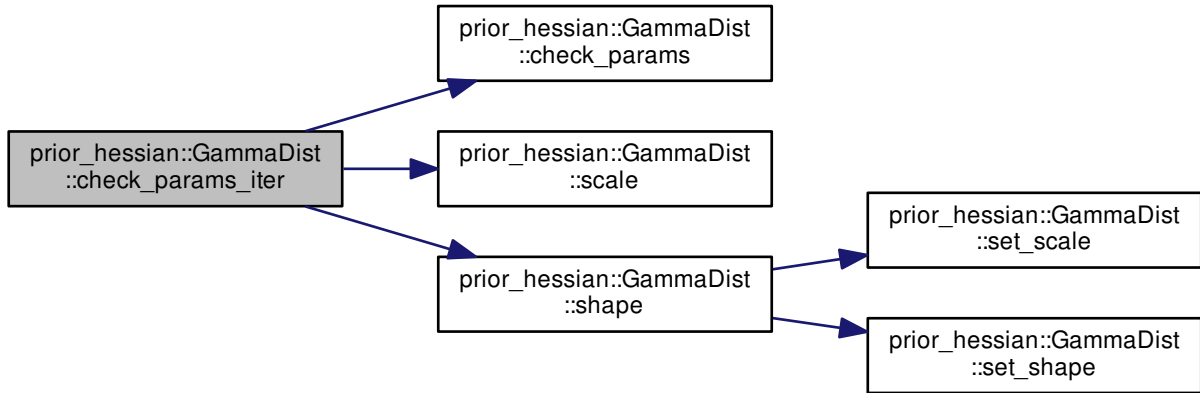 prior_hessian::GammaDist
::check_params
prior_hessian::GammaDist
::check_params_iter
prior_hessian::GammaDist
::scale
prior_hessian::GammaDist
::shape
prior_hessian::GammaDist
::set_scale
prior_hessian::GammaDist
::set_shape